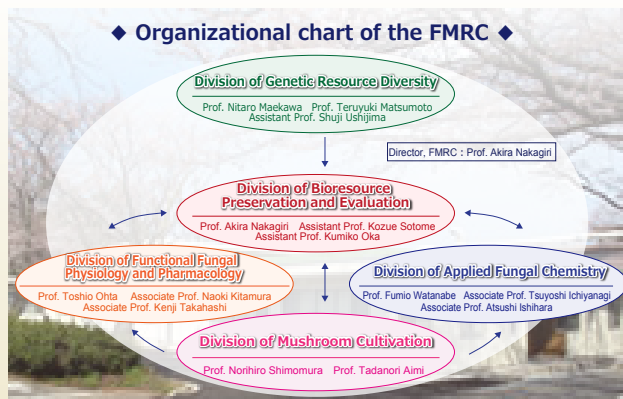 ◆ Organizational chart of the FMRC ◆
Division of Genetic Resource Diversity
Prof. Nitaro Maekawa Prof. Teruyuki Matsumoto
Assistant Prof. Shuji Ushijima
Director, FMRC : Prof. Akira Nakagiri
Division of Bioresource
Preservation and Evaluation
Prof. Akira Nakagiri Assistant Prof. Kozue Sotome
Assistant Prof. Kumiko Oka
Division of Functional Fungal
Physiology and Pharmacology
Prof. Toshio Ohta Associate Prof. Naoki Kitamura
Associate Prof. Kenji Takahashi
Division of Applied Fungal Chemistry
Prof. Fumio Watanabe Associate Prof. Tsuyoshi Ichiyanagi
Associate Prof. Atsushi Ishihara
Division of Mushroom Cultivation
Prof. Norihiro Shimomura Prof. Tadanori Aimi